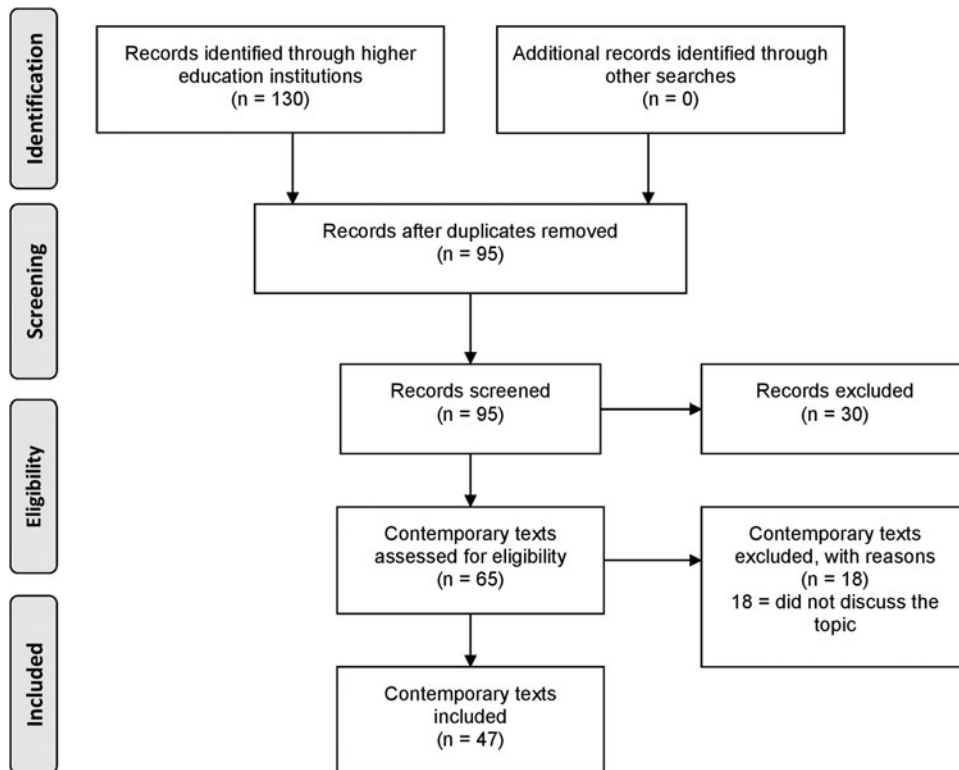 Identification
Records identified through higher
education institutions
(n = 130)
Additional records identified through
other searches
(n = 0)
Screening
Records after duplicates removed
(n = 95)
Records screened
(n = 95)
Records excluded
(n = 30)
Eligibility
Contemporary texts
assessed for eligibility
(n = 65)
Contemporary texts
excluded, with reasons
(n = 18)
18 = did not discuss the
topic
Included
Contemporary texts
included
(n = 47)